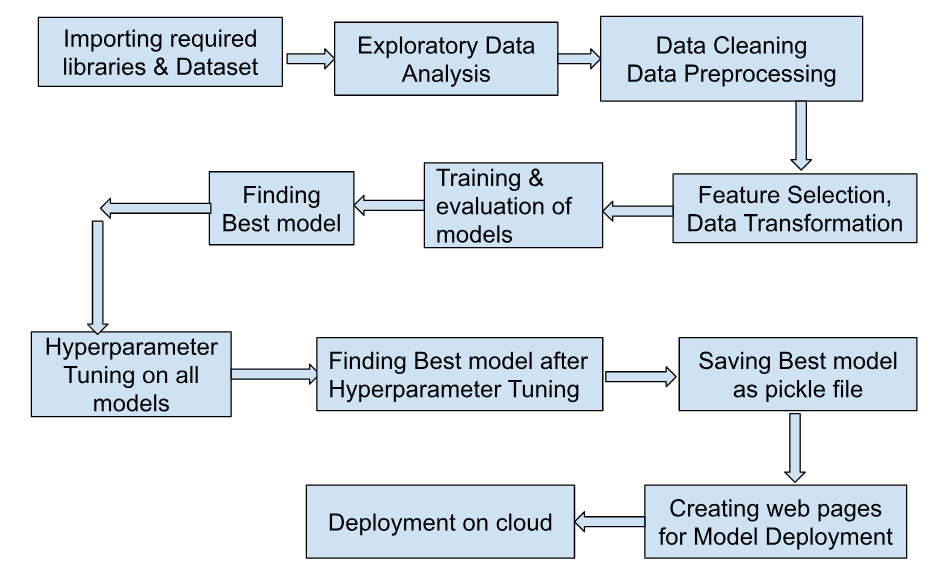 Importing required
libraries & Dataset
Exploratory Data
Analysis
Data Cleaning
Data Preprocessing
Feature Selection,
Data Transformation
Training &
evaluation of
models
Finding
Best model
Hyperparameter
Tuning on all
models
Finding Best model after
Hyperparameter Tuning
Saving Best model
as pickle file
Creating web pages
for Model Deployment
Deployment on cloud